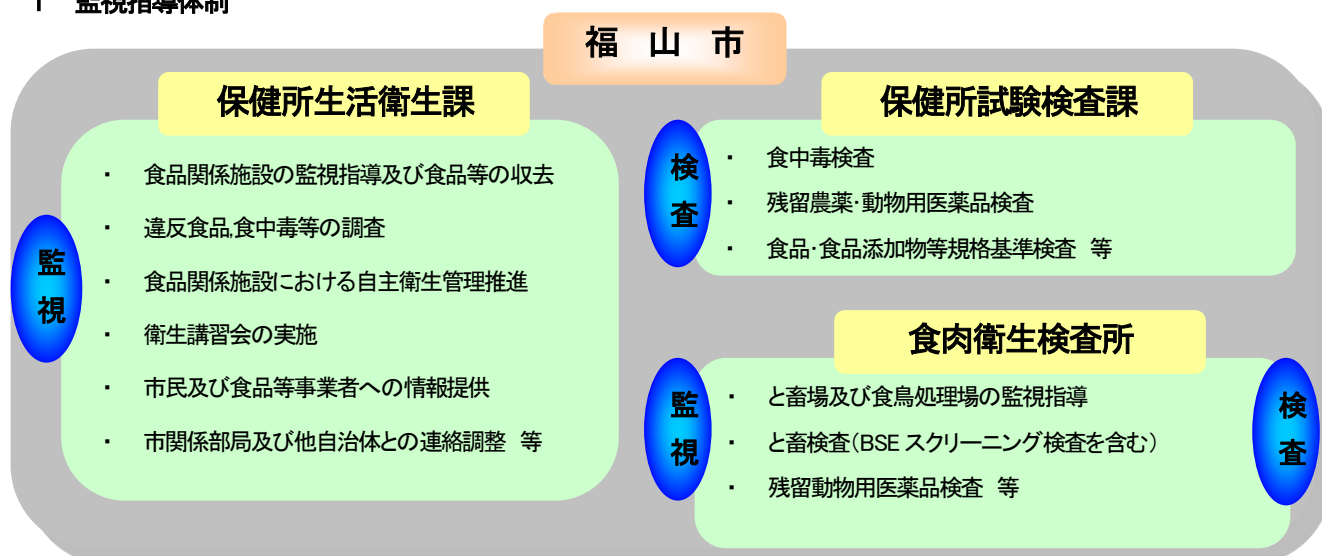 1 監視指導体制
福 山 市
保健所生活衛生課
監視
・ 食品関係施設の監視指導及び食品等の収去
・ 違反食品,食中毒等の調査
・ 食品関係施設における自主衛生管理推進
・ 衛生講習会の実施
・ 市民及び食品等事業者への情報提供
・ 市関係部局及び他自治体との連絡調整 等
保健所試験検査課
検査
・ 食中毒検査
・ 残留農薬・動物用医薬品検査
・ 食品・食品添加物等規格基準検査 等
食肉衛生検査所
監視
・ と畜場及び食鳥処理場の監視指導
・ と畜検査(BSE スクリーニング検査を含む)
・ 残留動物用医薬品検査 等
検査